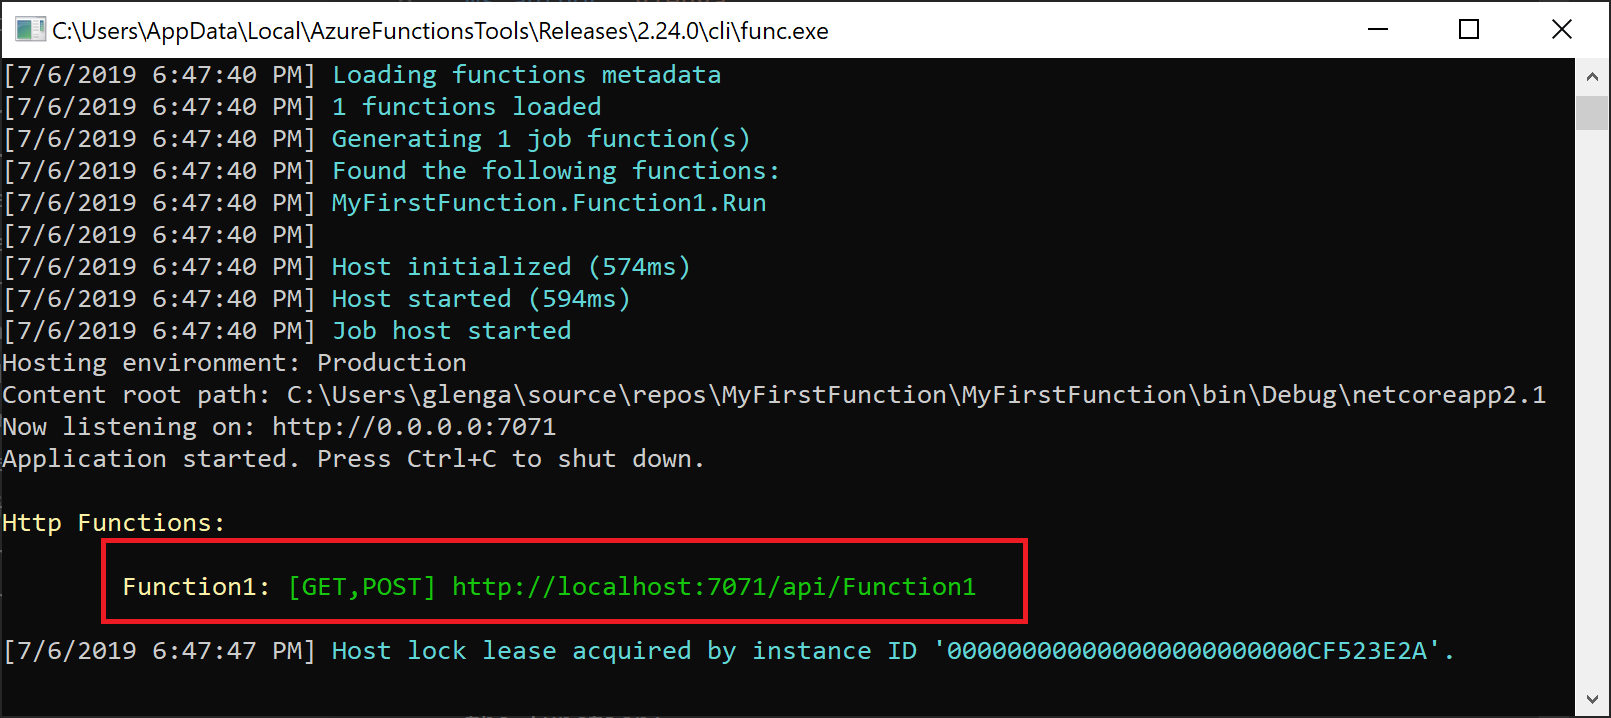 C:\Users\AppData\Local\AzureFunctionsTools\Releases\2.24.0\cli\func.exe
[7/6/2019 6:47:40 PM] Loading functions metadata
[7/6/2019 6:47:40 PM] 1 functions loaded
[7/6/2019 6:47:40 PM] Generating 1 job function(s)
[7/6/2019 6:47:40 PM] Found the following functions:
[7/6/2019 6:47:40 PM] MyFirstFunction.Function1.Run
[7/6/2019 6:47:40 PM]
[7/6/2019 6:47:40 PM] Host initialized (574ms)
[7/6/2019 6:47:40 PM] Host started (594ms)
[7/6/2019 6:47:40 PM] Job host started
Hosting environment: Production
Content root path: C:\Users\glenga\source\repos\MyFirstFunction\MyFirstFunction\bin\Debug\netcoreapp2.1
Now listening on: http://0.0.0.0:7071
Application started. Press Ctrl+C to shut down.
Http Functions:
Function1: [GET,POST] http://localhost:7071/api/Function1
[7/6/2019 6:47:47 PM] Host lock lease acquired by instance ID '000000000000000000000000CF523E2A'.